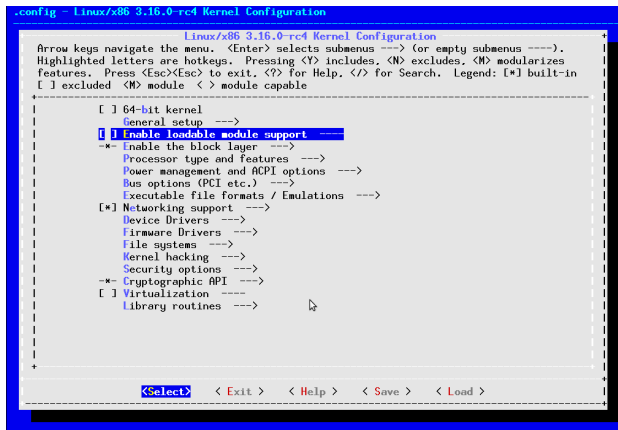 .config - Linux/x86 3.16.0-rc4 Kernel Configuration
Linux/x86 3.16.0-rc4 Kernel Configuration
Arrow keys navigate the menu. <Enter> selects submenus ---> (or empty submenus ----).
Highlighted letters are hotkeys. Pressing <Y> includes, <N> excludes, <M> modularizes
features. Press <Esc><Esc> to exit, <?> for Help, </> for Search. Legend: [*] built-in
[ ] excluded <M> module < > module capable
[ ] 64-bit kernel
General setup --->
[ ] Enable loadable module support ----
-*- Enable the block layer --->
Processor type and features --->
Power management and ACPI options --->
Bus options (PCI etc.) --->
Executable file formats / Emulations --->
[*] Networking support --->
Device Drivers --->
Firmware Drivers --->
File systems --->
Kernel hacking --->
Security options --->
-*- Cryptographic API --->
[ ] Virtualization ----
Library routines --->
<Select> < Exit > < Help > < Save > < Load >